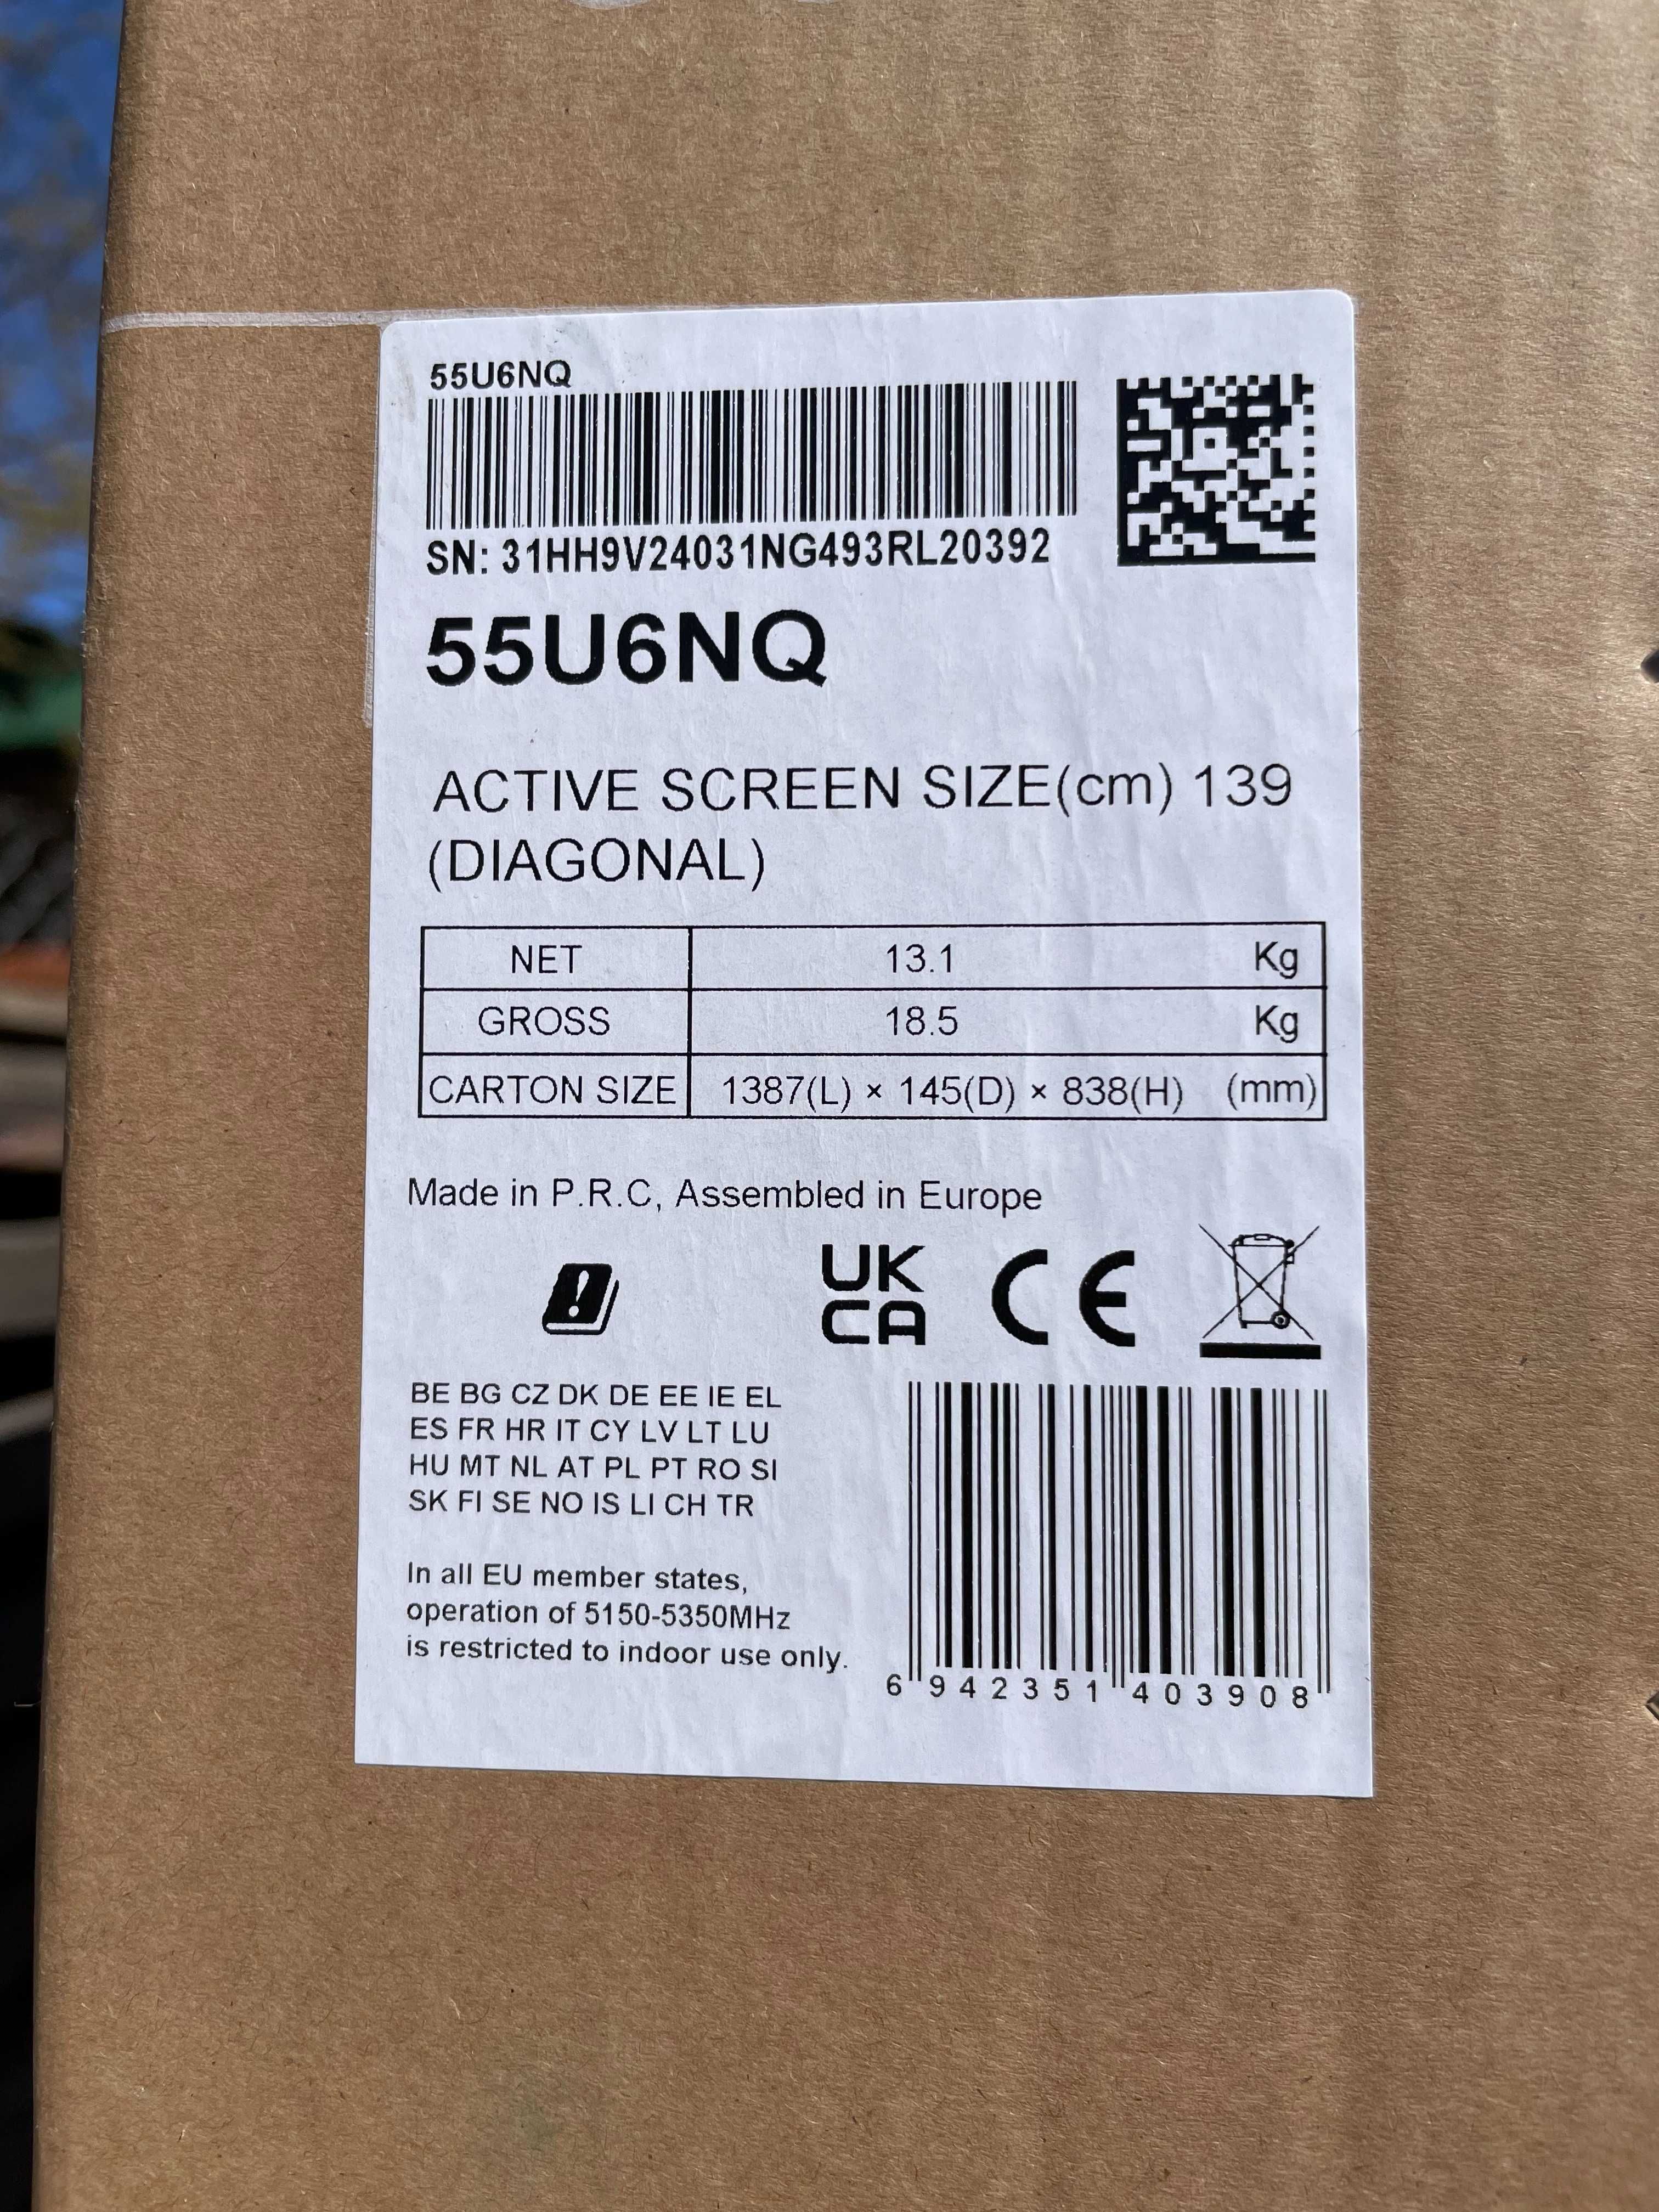 55U6NQ
SN: 31HH9V24031NG493RL20392
55U6NQ
ACTIVE SCREEN SIZE(cm) 139
(DIAGONAL)
NET 13.1 Kg
GROSS 18.5 Kg
CARTON SIZE 1387(L) × 145(D) × 838(H) (mm)
Made in P.R.C, Assembled in Europe
UK
CA
CE
BE BG CZ DK DE EE IE EL
ES FR HR IT CY LV LT LU
HU MT NL AT PL PT RO SI
SK FI SE NO IS LI CH TR
In all EU member states,
operation of 5150-5350MHz
is restricted to indoor use only.
6 942351 403908